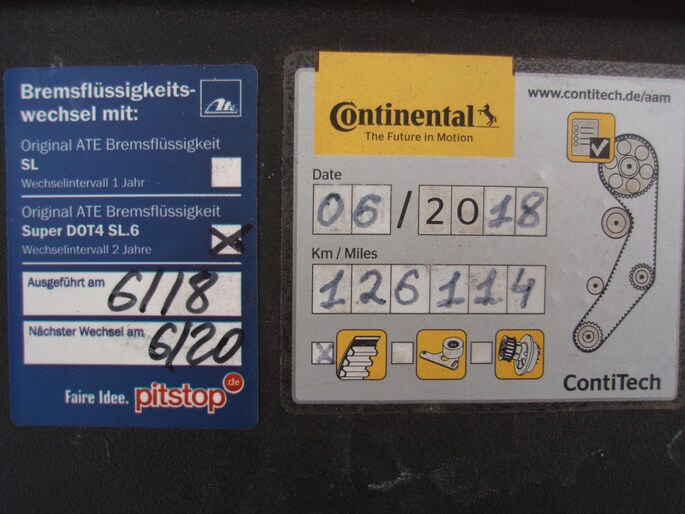 Bremsflüssigkeits-
wechsel mit:
Ate
Original ATE Bremsflüssigkeit
SL
Wechselintervall 1 Jahr
Original ATE Bremsflüssigkeit
Super DOT4 SL.6
Wechselintervall 2 Jahre
Ausgeführt am 6/18
Nächster Wechsel am 6/20
Faire Idee. pitstop.de
Continental
The Future in Motion
www.contitech.de/aam
Date
06/2018
Km / Miles
126114
ContiTech